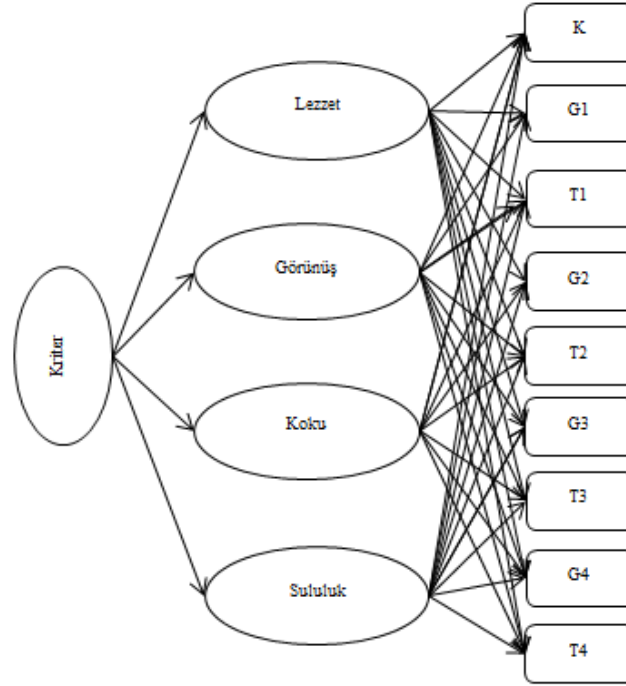 Kriter
Lezzet
Görünüş
Koku
Sululuk
K
G1
T1
G2
T2
G3
T3
G4
T4